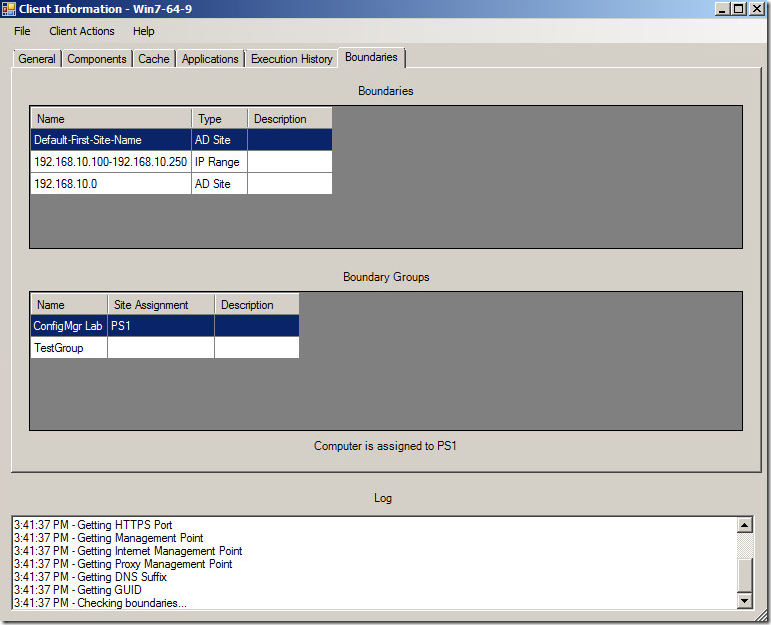 Client Information - Win7-64-9
File Client Actions Help
General Components Cache Applications Execution History Boundaries
Boundaries
Name Type Description
Default-First-Site-Name AD Site
192.168.10.100-192.168.10.250 IP Range
192.168.10.0 AD Site
Boundary Groups
Name Site Assignment Description
ConfigMgr Lab PS1
TestGroup
Computer is assigned to PS1
Log
3:41:37 PM - Getting HTTPS Port
3:41:37 PM - Getting Management Point
3:41:37 PM - Getting Internet Management Point
3:41:37 PM - Getting Proxy Management Point
3:41:37 PM - Getting DNS Suffix
3:41:37 PM - Getting GUID
3:41:37 PM - Checking boundaries...